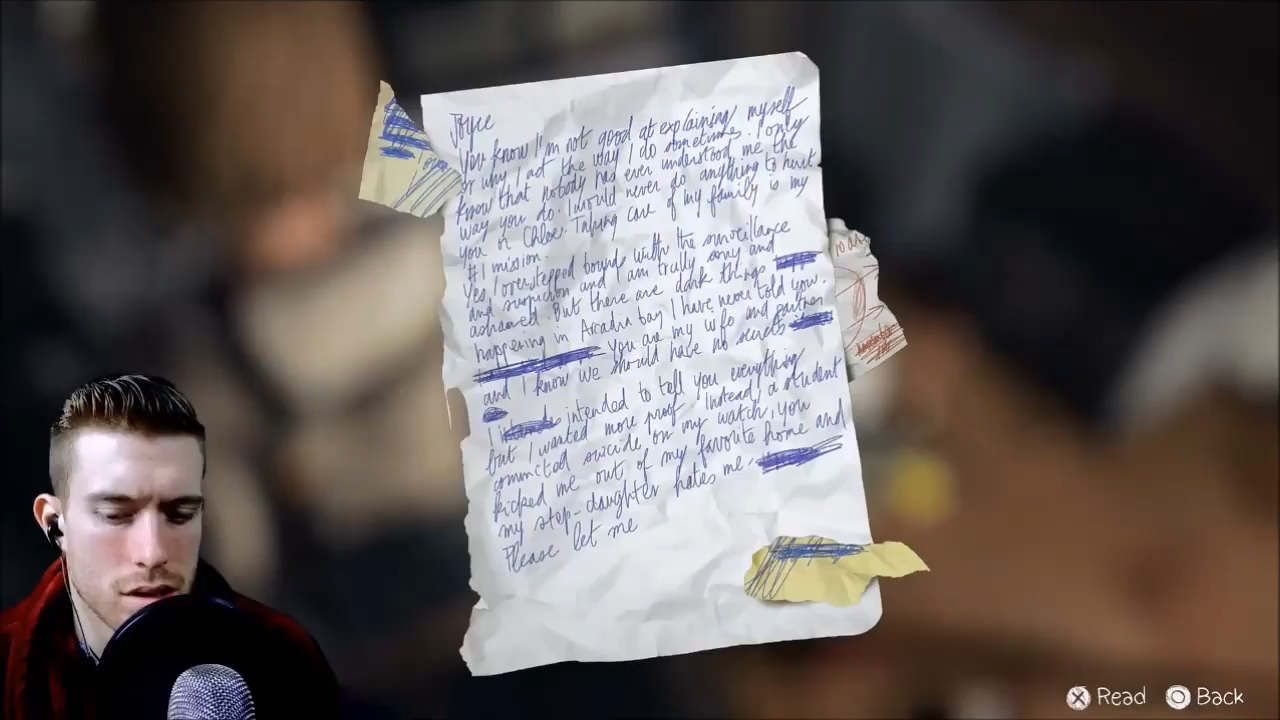 Joyce
You know I'm not good at explaining myself
or why I act the way I do sometimes. I only
know that nobody has ever understood me the
way you do. I would never do anything to hurt
you or Chloe. Taking care of my family is my
#1 mission.
Yes, I overstepped bounds with the surveillance
and suspicion and I am truly sorry and
ashamed. But there are dark things
happening in Arcadia bay I have never told you.
You are my wife and partner
and I know we should have no secrets
I intended to tell you everything
but I wanted more proof. Instead, a student
committed suicide on my watch, you
kicked me out of my favorite home and
my step-daughter hates me.
Please let me
Read Back